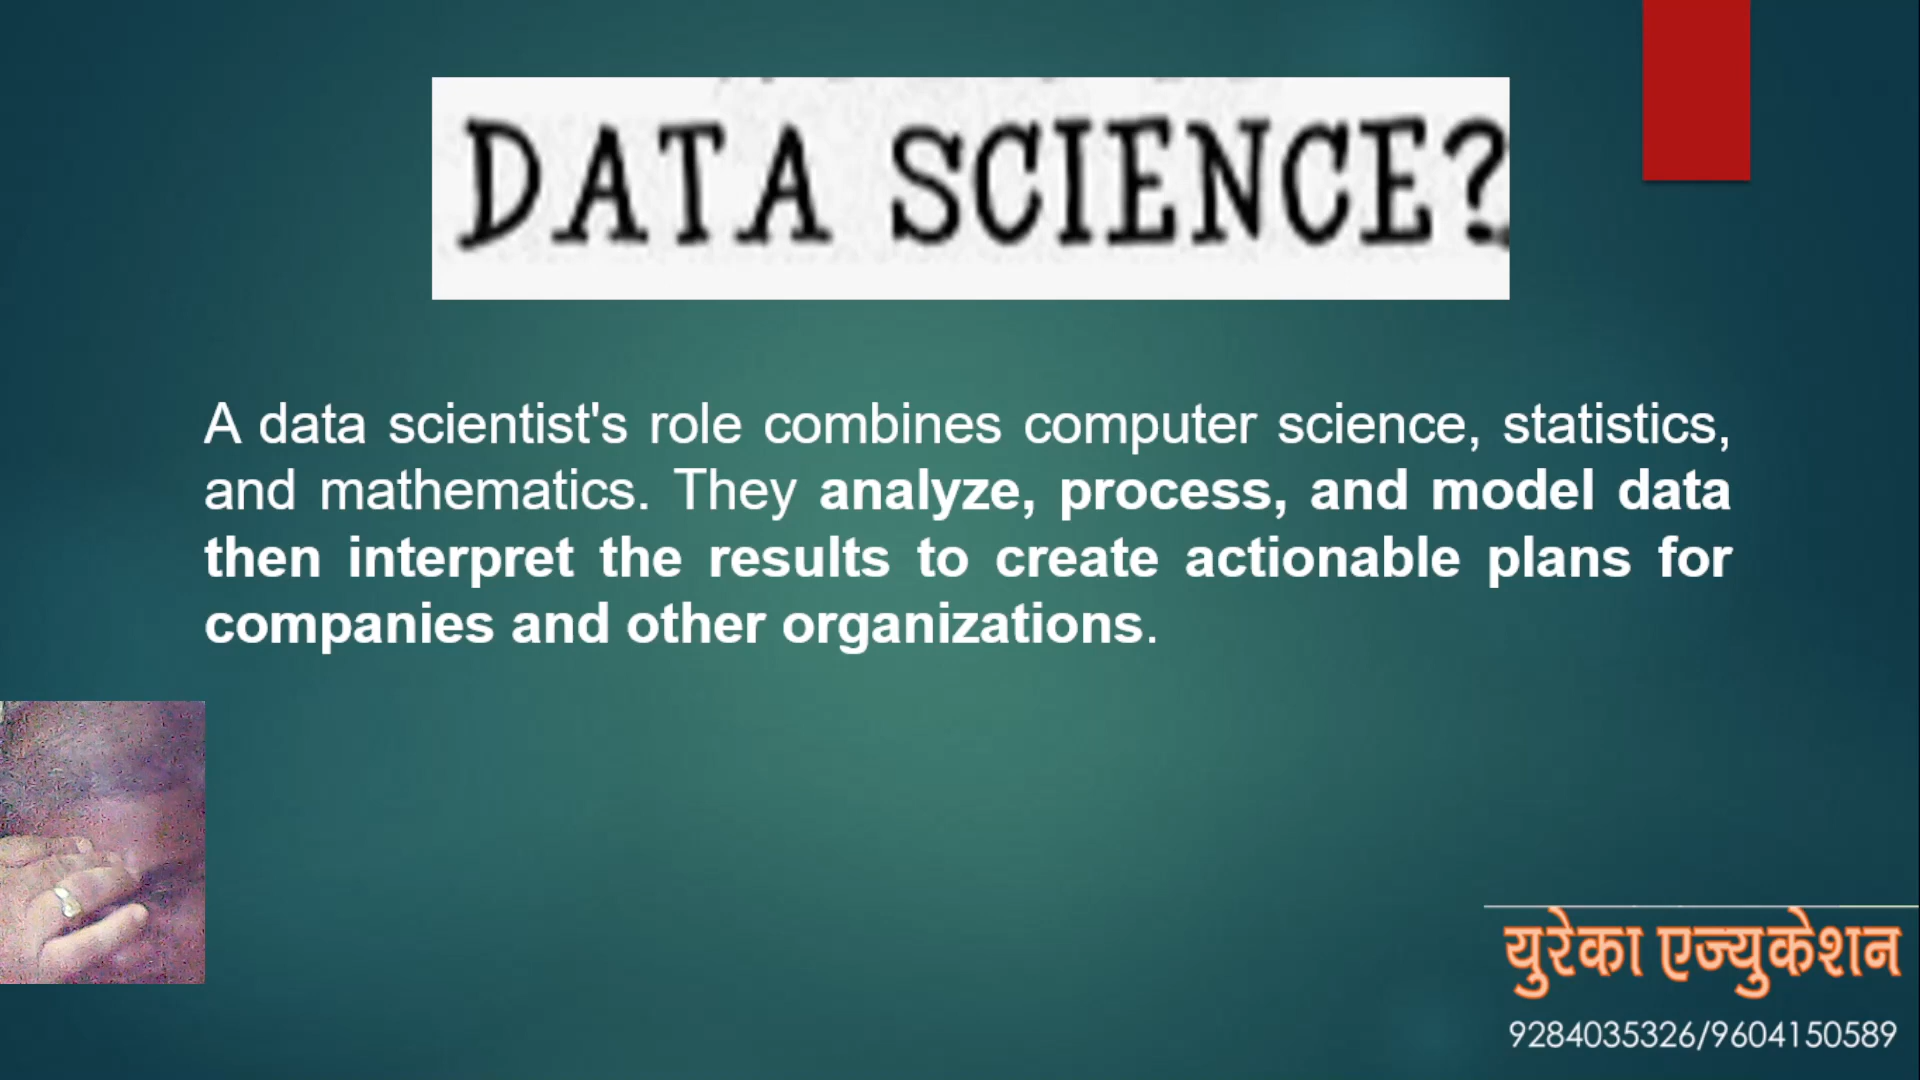 DATA SCIENCE?
A data scientist's role combines computer science, statistics,
and mathematics. They analyze, process, and model data
then interpret the results to create actionable plans for
companies and other organizations.
युरेका एज्युकेशन
9284035326/9604150589